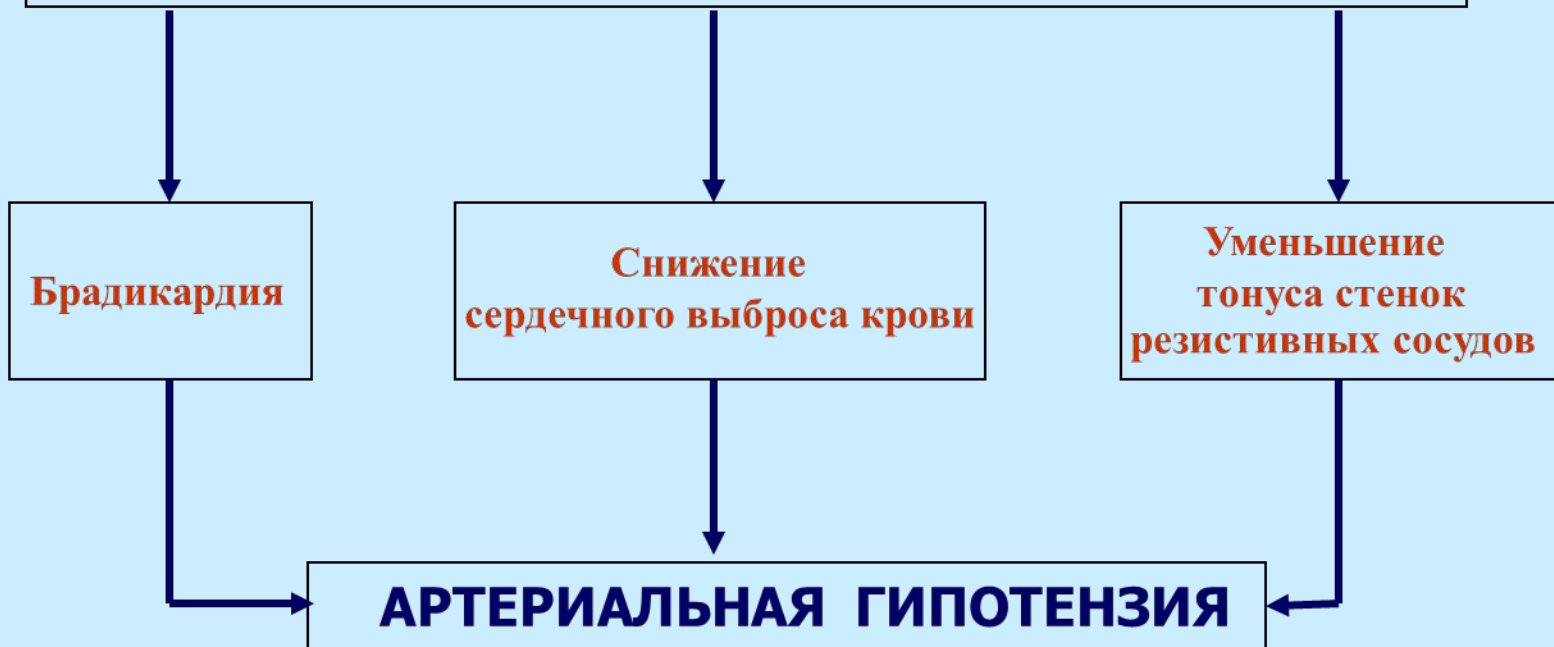 Брадикардия
Снижение
сердечного выброса крови
Уменьшение
тонуса стенок
резистивных сосудов
АРТЕРИАЛЬНАЯ ГИПОТЕНЗИЯ